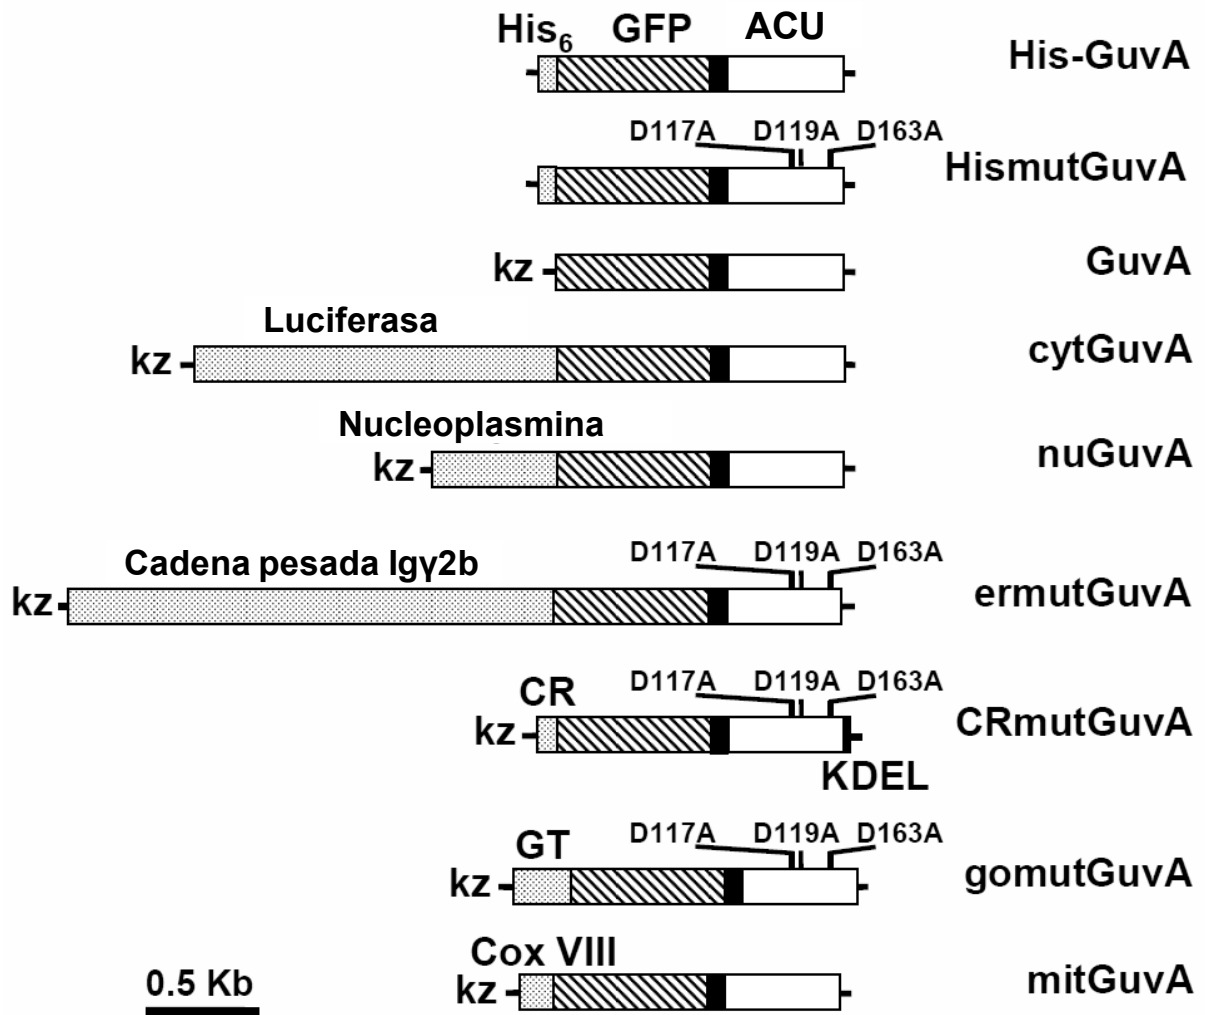 His6 GFP ACU His-GuvA
D117A D119A D163A HismutGuvA
kz GuvA
Luciferasa
kz cytGuvA
Nucleoplasmina
kz nuGuvA
Cadena pesada Igγ2b D117A D119A D163A
kz ermutGuvA
CR D117A D119A D163A
kz CRmutGuvA
KDEL
GT D117A D119A D163A
kz gomutGuvA
Cox VIII
0.5 Kb kz mitGuvA